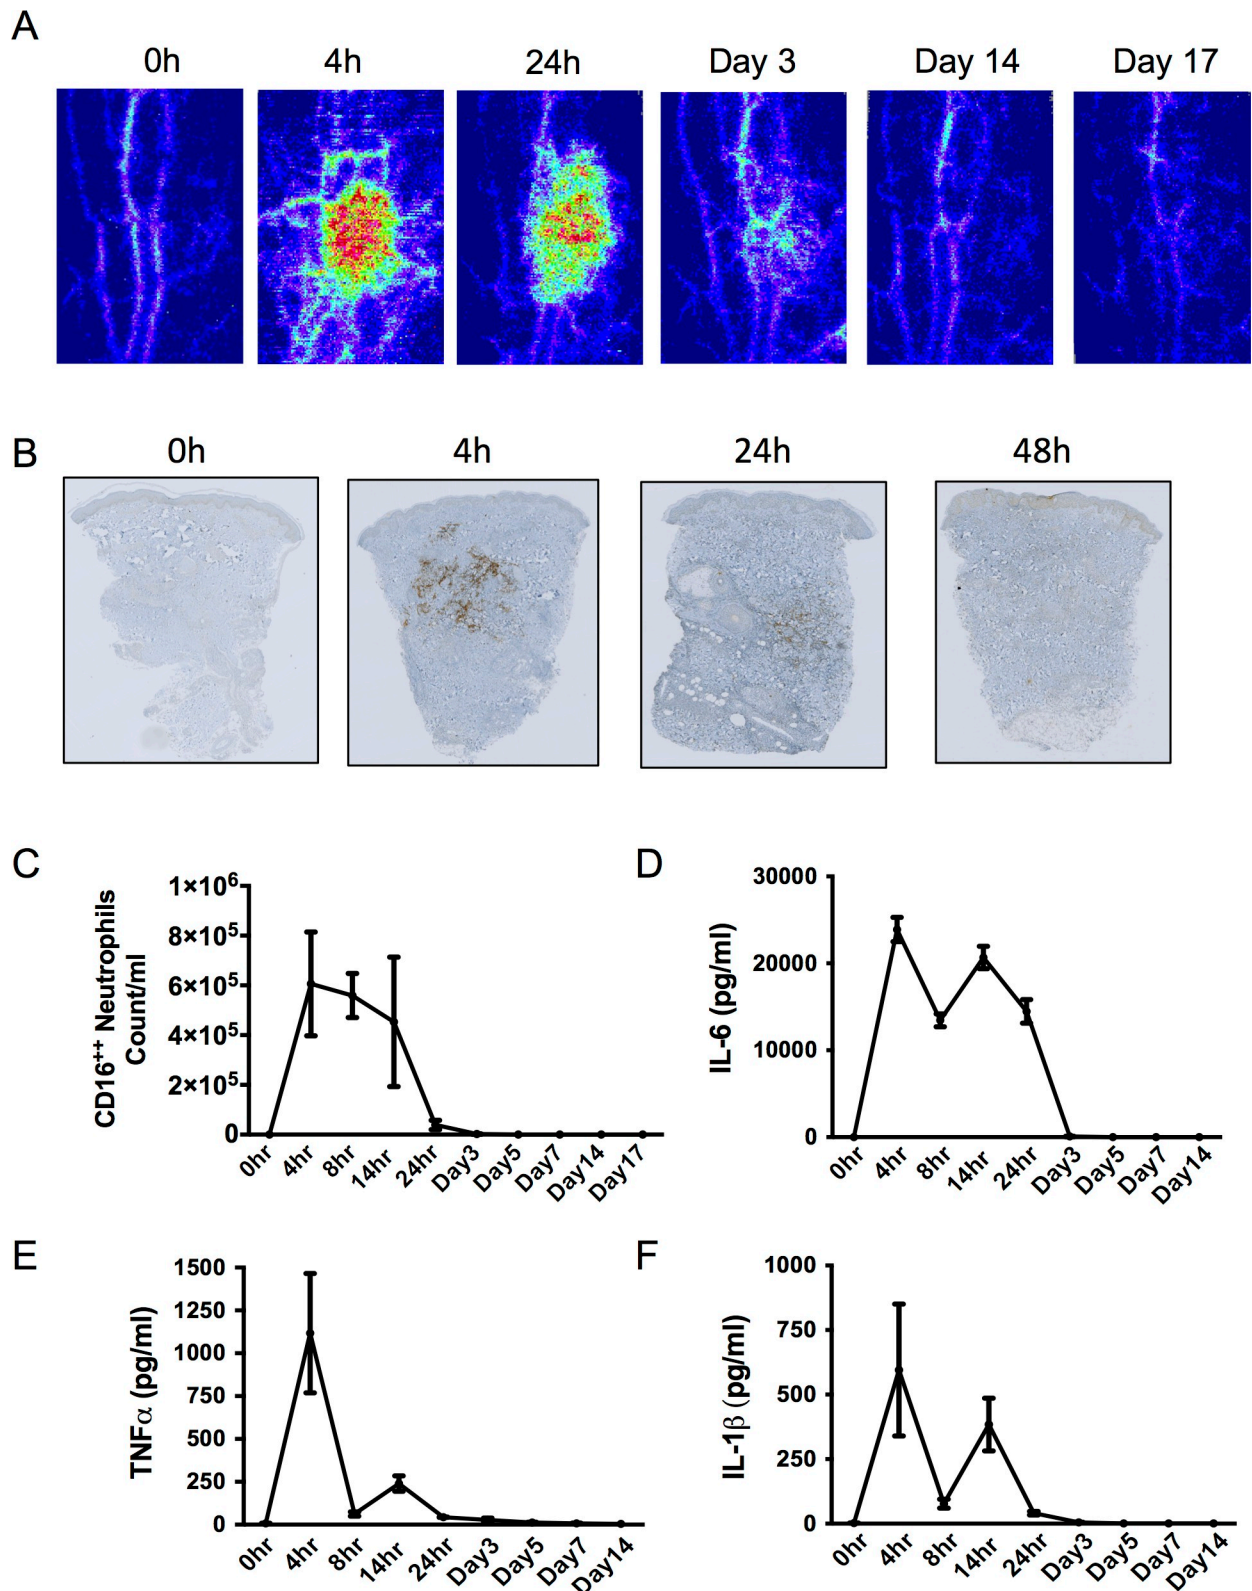 A
0h 4h 24h Day 3 Day 14 Day 17
B
0h 4h 24h 48h
C
CD16⁺⁺ Neutrophils
Count/ml
1×10⁶
8×10⁵
6×10⁵
4×10⁵
2×10⁵
0
0hr 4hr 8hr 14hr 24hr Day3 Day5 Day7 Day14 Day17
D
IL-6 (pg/ml)
30000
20000
10000
0
0hr 4hr 8hr 14hr 24hr Day3 Day5 Day7 Day14
E
TNFα (pg/ml)
1500
1250
1000
750
500
250
0
0hr 4hr 8hr 14hr 24hr Day3 Day5 Day7 Day14
F
IL-1β (pg/ml)
1000
750
500
250
0
0hr 4hr 8hr 14hr 24hr Day3 Day5 Day7 Day14